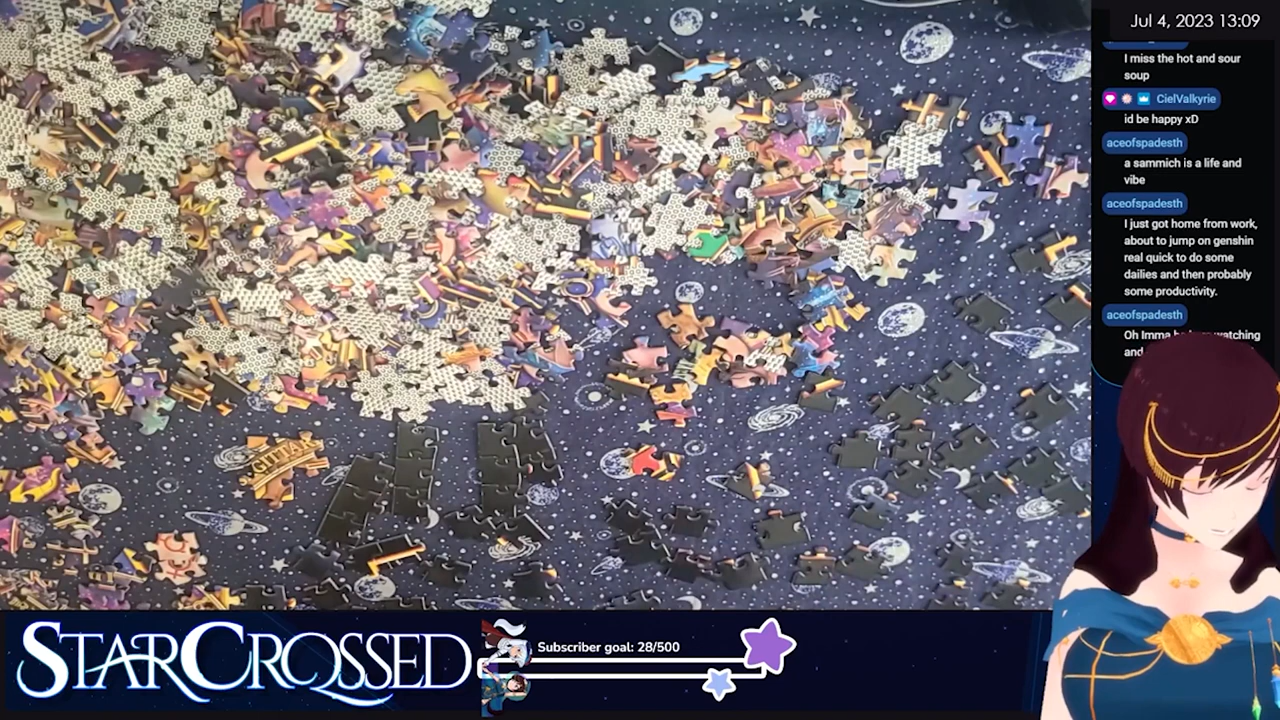 Jul 4, 2023 13:09
I miss the hot and sour
soup
CielValkyrie
id be happy xD
aceofspadesth
a sammich is a life and
vibe
aceofspadesth
I just got home from work,
about to jump on genshin
real quick to do some
dailies and then probably
some productivity.
aceofspadesth
Oh Imma watching
and
STARCROSSED
Subscriber goal: 28/500